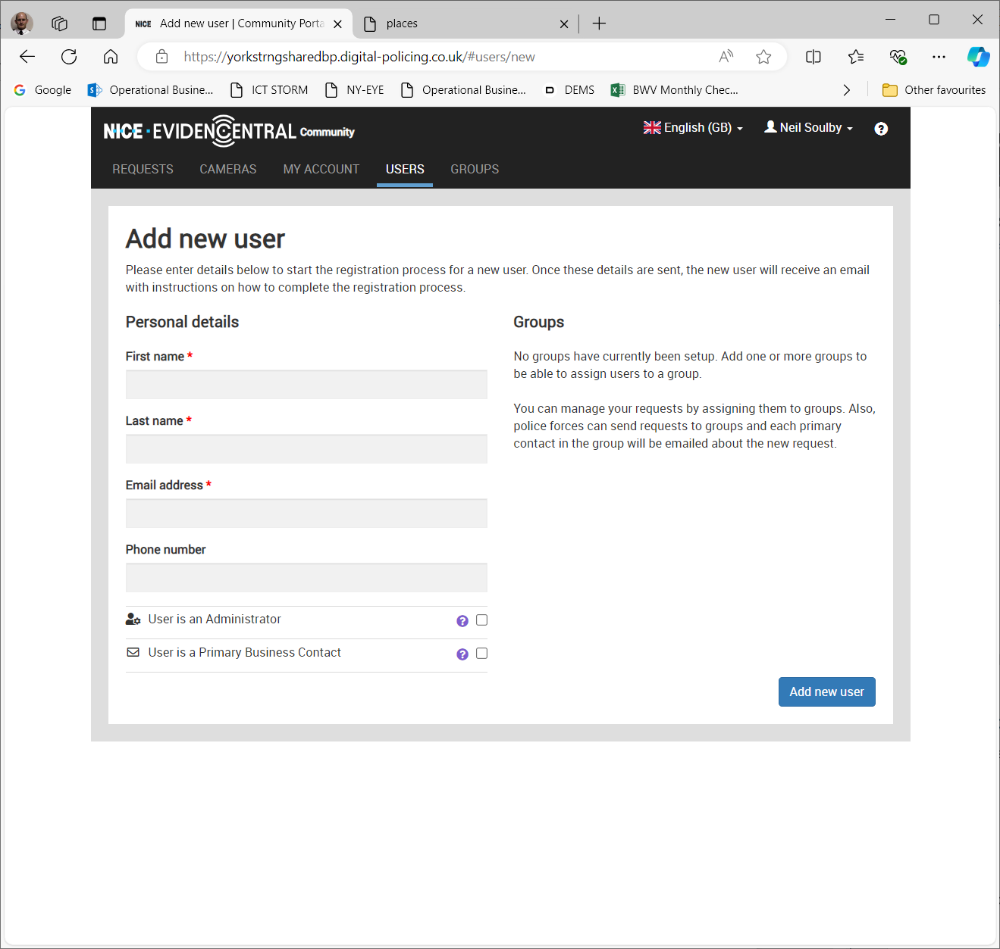 NICE Add new user | Community Porta
places
https://yorkstrngsharedbp.digital-policing.co.uk/#users/new
Google
Operational Busine...
ICT STORM
NY-EYE
Operational Busine...
DEMS
BWV Monthly Chec...
Other favourites
NICE · EVIDENCENTRAL Community
English (GB)
Neil Soulby
REQUESTS
CAMERAS
MY ACCOUNT
USERS
GROUPS
Add new user
Please enter details below to start the registration process for a new user. Once these details are sent, the new user will receive an email
with instructions on how to complete the registration process.
Personal details
First name *
Last name *
Email address *
Phone number
User is an Administrator ?
User is a Primary Business Contact ?
Groups
No groups have currently been setup. Add one or more groups to
be able to assign users to a group.
You can manage your requests by assigning them to groups. Also,
police forces can send requests to groups and each primary
contact in the group will be emailed about the new request.
Add new user